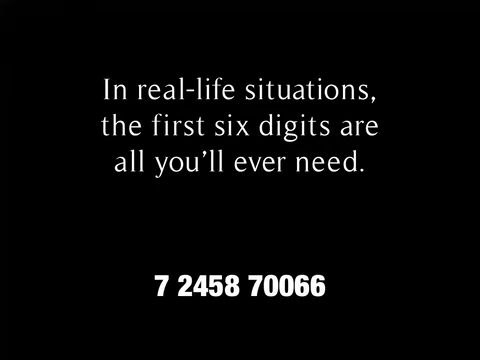 In real-life situations,
the first six digits are
all you’ll ever need.
7 2458 70066